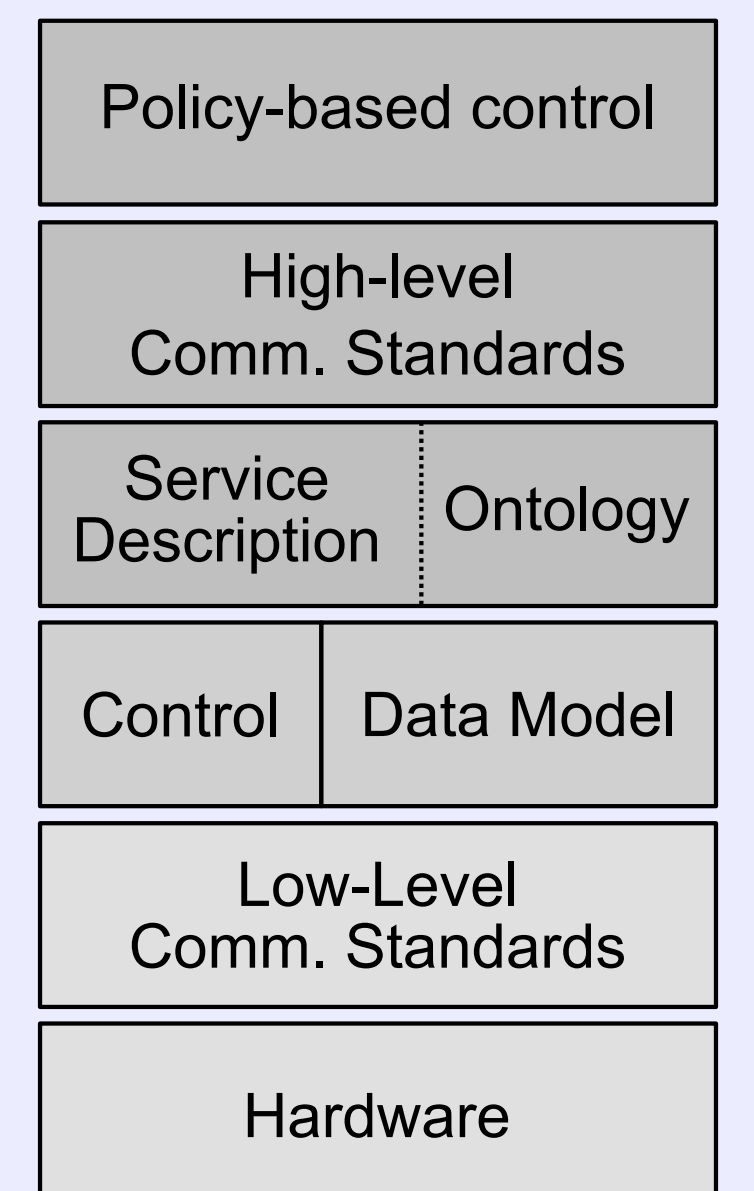 Policy-based control
High-level
Comm. Standards
Service
Description
Ontology
Control
Data Model
Low-Level
Comm. Standards
Hardware